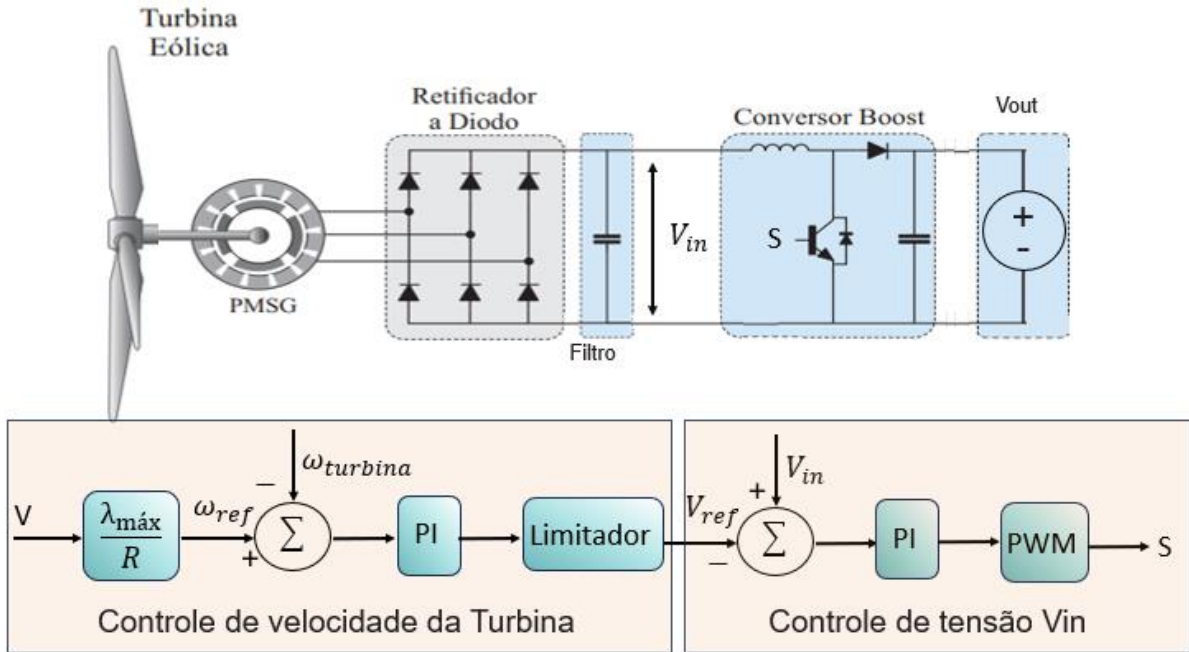 Turbina
Eólica
Retificador
a Diodo
Conversor Boost
Vout
V_in
S
+
-
PMSG
Filtro
V
λ_máx
R
ω_ref
+
−
ω_turbina
Σ
PI
Limitador
V_ref
−
+
V_in
Σ
PI
PWM
S
Controle de velocidade da Turbina
Controle de tensão Vin